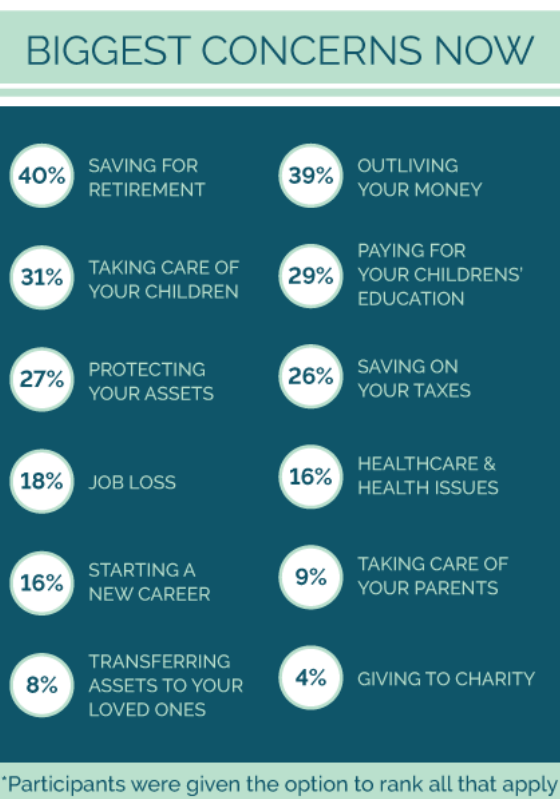 BIGGEST CONCERNS NOW
40%
SAVING FOR
RETIREMENT
39%
OUTLIVING
YOUR MONEY
31%
TAKING CARE OF
YOUR CHILDREN
29%
PAYING FOR
YOUR CHILDRENS'
EDUCATION
27%
PROTECTING
YOUR ASSETS
26%
SAVING ON
YOUR TAXES
18%
JOB LOSS
16%
HEALTHCARE &
HEALTH ISSUES
16%
STARTING A
NEW CAREER
9%
TAKING CARE OF
YOUR PARENTS
8%
TRANSFERRING
ASSETS TO YOUR
LOVED ONES
4%
GIVING TO CHARITY
*Participants were given the option to rank all that apply